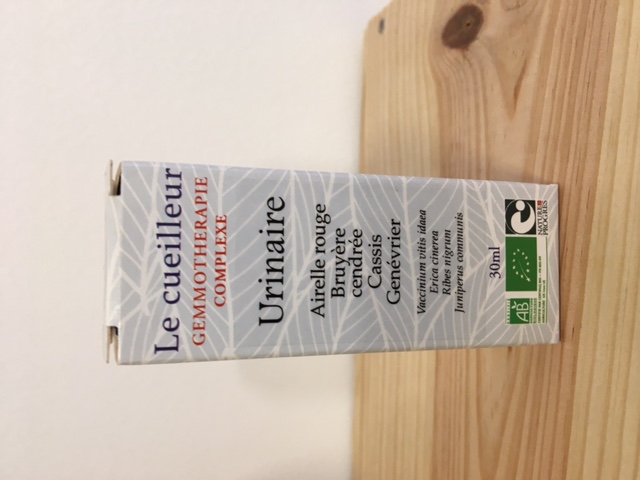 Le cueilleur
GEMMOTHERAPIE
COMPLEXE
Urinaire
Airelle rouge
Bruyère
cendrée
Cassis
Genévrier
Vaccinium vitis idaea
Erica cinerea
Ribes nigrum
Juniperus communis
30ml
AB
NATURE &
PROGRES